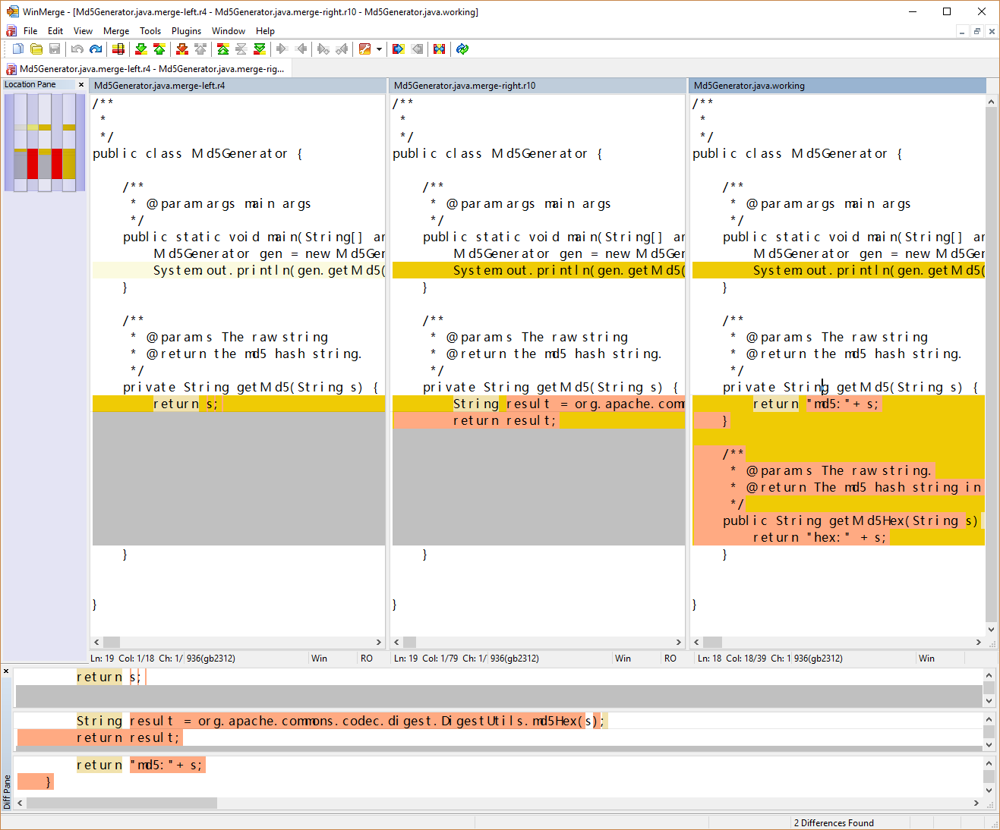 WinMerge - [Md5Generator.java.merge-left.r4 - Md5Generator.java.merge-right.r10 - Md5Generator.java.working]
File Edit View Merge Tools Plugins Window Help
Md5Generator.java.merge-left.r4 - Md5Generator.java.merge-rig...
Location Pane
Md5Generator.java.merge-left.r4
/**
 *
 */
public class Md5Generator {
    /**
     * @param args main args
     */
    public static void main(String[] ar
        Md5Generator gen = new Md5Ger
        System.out.println(gen.getMd5(
    }
    /**
     * @param s The raw string
     * @return the md5 hash string.
     */
    private String getMd5(String s) {
        return s;
    }
}
Ln: 19 Col: 1/18 Ch: 1/ 936(gb2312) Win RO
Md5Generator.java.merge-right.r10
/**
 *
 */
public class Md5Generator {
    /**
     * @param args main args
     */
    public static void main(String[] ar
        Md5Generator gen = new Md5Ger
        System.out.println(gen.getMd5(
    }
    /**
     * @param s The raw string
     * @return the md5 hash string.
     */
    private String getMd5(String s) {
        String result = org.apache.com
        return result;
    }
}
Ln: 19 Col: 1/79 Ch: 1/ 936(gb2312) Win RO
Md5Generator.java.working
/**
 *
 */
public class Md5Generator {
    /**
     * @param args main args
     */
    public static void main(String[] ar
        Md5Generator gen = new Md5Ger
        System.out.println(gen.getMd5(
    }
    /**
     * @param s The raw string
     * @return the md5 hash string.
     */
    private String getMd5(String s) {
        return "md5:"+ s;
    }
    /**
     * @param s The raw string.
     * @return The md5 hash string in
     */
    public String getMd5Hex(String s)
        return "hex:" + s;
    }
}
Ln: 18 Col: 18/39 Ch: 1 936(gb2312) Win
Diff Pane
return s;
String result = org.apache.commons.codec.digest.DigestUtils.md5Hex(s);
return result;
return "md5:"+ s;
}
2 Differences Found